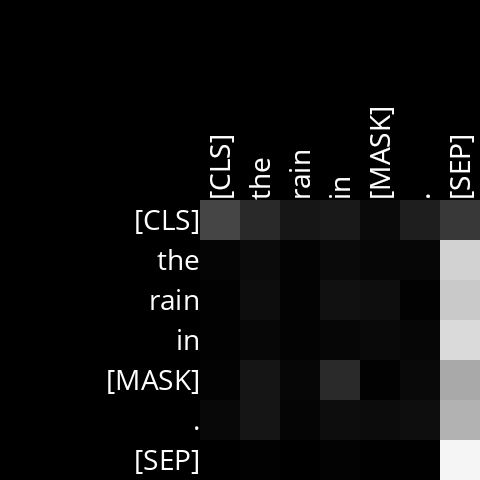 [CLS] the rain in [MASK] . [SEP]
[CLS]
the
rain
in
[MASK]
.
[SEP]